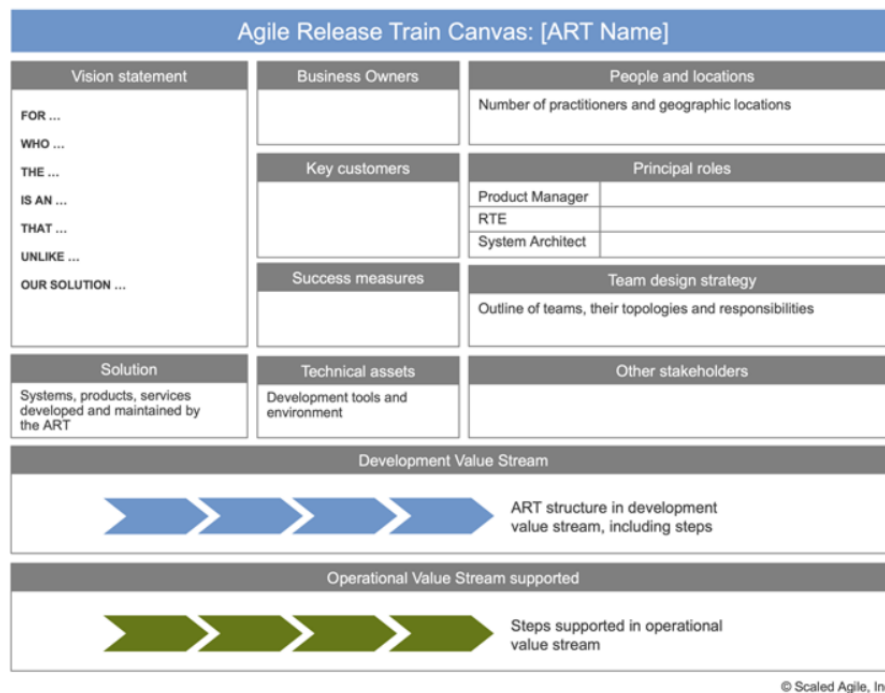 Agile Release Train Canvas: [ART Name]
Vision statement
FOR ...
WHO ...
THE ...
IS AN ...
THAT ...
UNLIKE ...
OUR SOLUTION ...
Business Owners
People and locations
Number of practitioners and geographic locations
Key customers
Principal roles
Product Manager
RTE
System Architect
Success measures
Team design strategy
Outline of teams, their topologies and responsibilities
Solution
Systems, products, services
developed and maintained by
the ART
Technical assets
Development tools and
environment
Other stakeholders
Development Value Stream
ART structure in development
value stream, including steps
Operational Value Stream supported
Steps supported in operational
value stream
© Scaled Agile, In